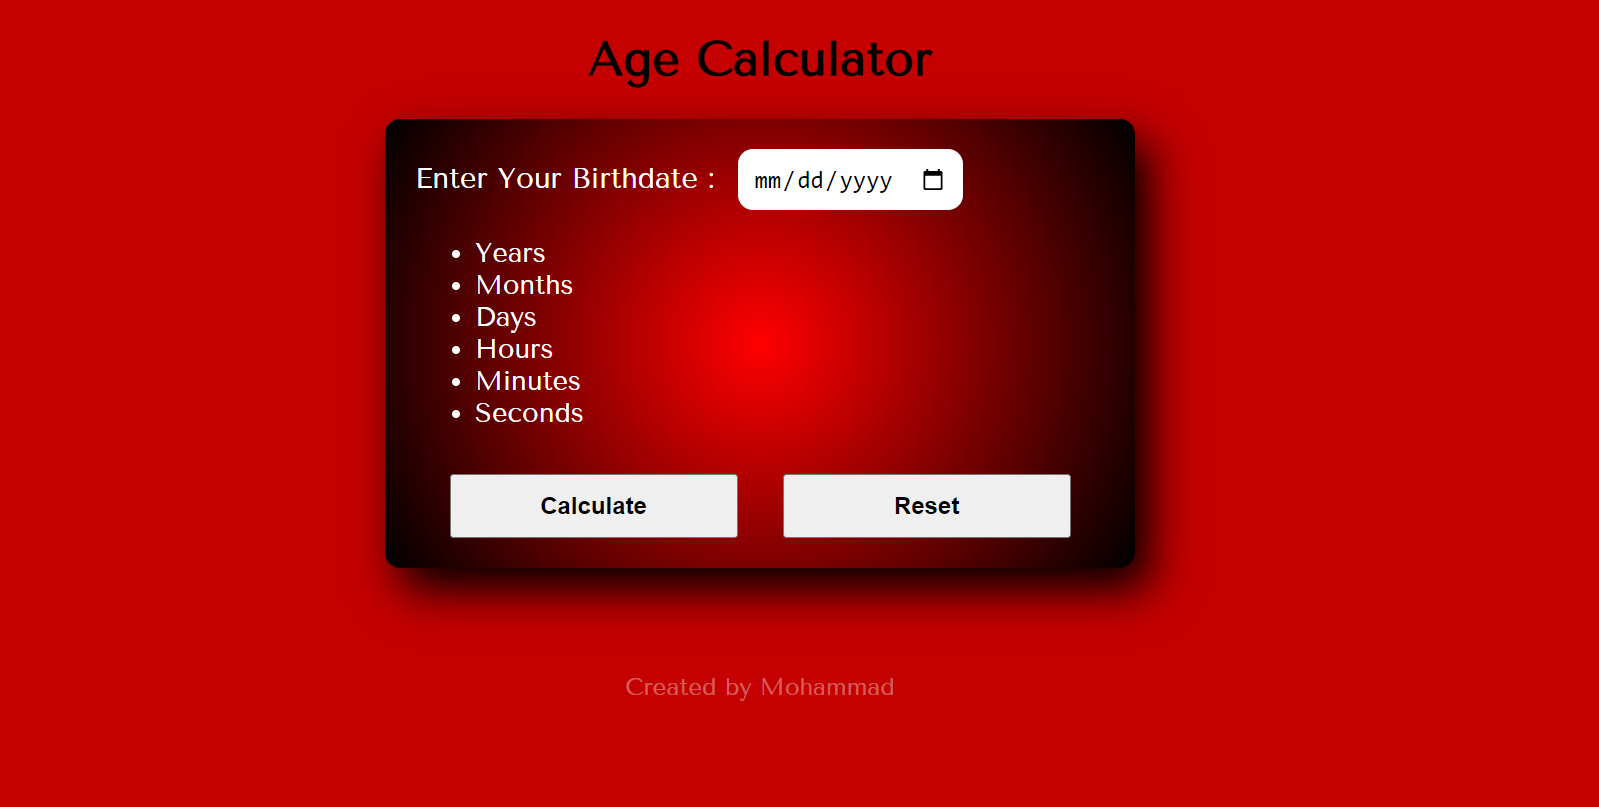 Age Calculator
Enter Your Birthdate : mm/dd/yyyy
Years
Months
Days
Hours
Minutes
Seconds
Calculate Reset
Created by Mohammad